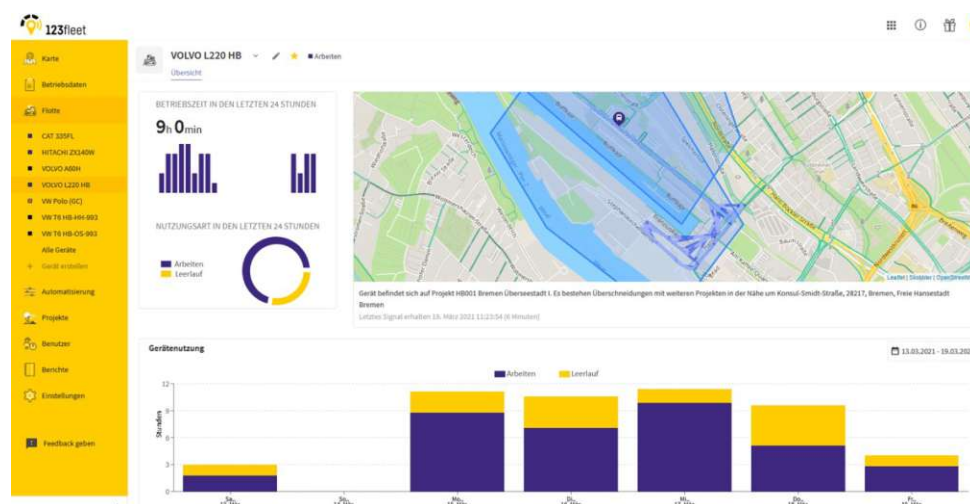 123fleet
Karte
Betriebsdaten
Flotte
CAT 335FL
HITACHI ZX140W
VOLVO A60H
VOLVO L220 HB
VW Polo (GC)
VW T6 HB-HH-993
VW T6 HB-OS-993
Alle Geräte
+ Gerät erstellen
Automatisierung
Projekte
Benutzer
Berichte
Einstellungen
Feedback geben
VOLVO L220 HB
Arbeiten
Übersicht
BETRIEBSZEIT IN DEN LETZTEN 24 STUNDEN
9h 0min
NUTZUNGSART IN DEN LETZTEN 24 STUNDEN
Arbeiten
Leerlauf
Gerät befindet sich auf Projekt HB001 Bremen Überseestadt I. Es bestehen Überschneidungen mit weiteren Projekten in der Nähe um Konsul-Smidt-Straße, 28217, Bremen, Freie Hansestadt
Bremen
Letztes Signal erhalten 19. März 2021 11:23:54 (6 Minuten)
Gerätenutzung
13.03.2021 - 19.03.202
Arbeiten
Leerlauf
Stunden
12
9
6
3
0